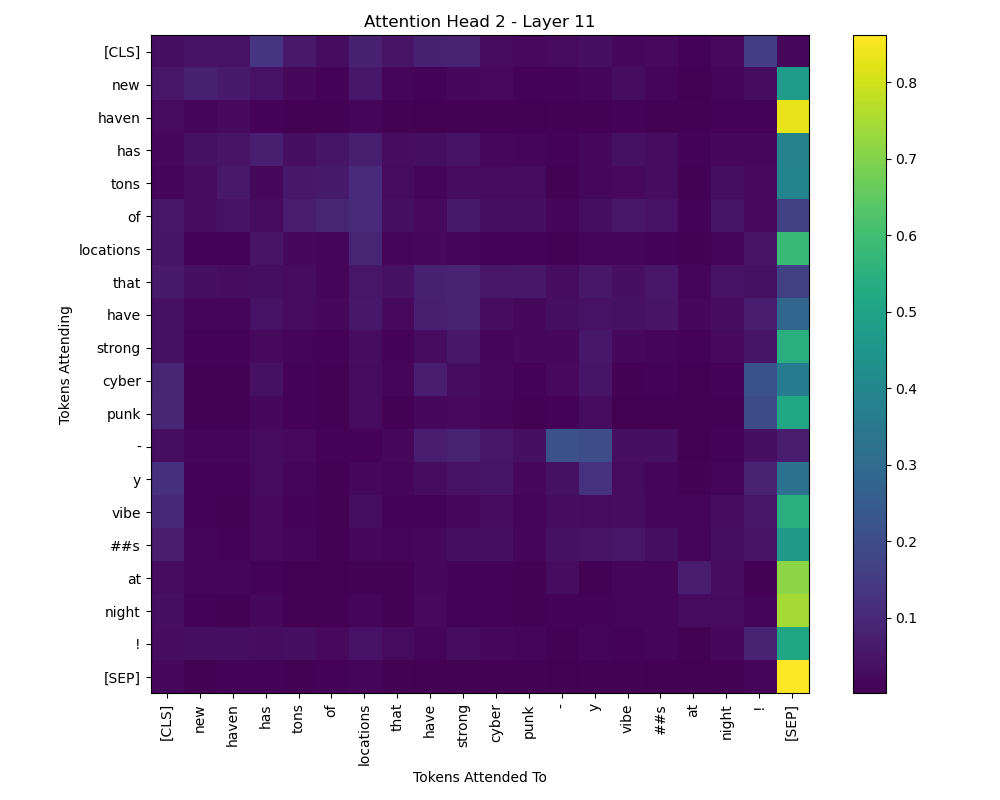 Attention Head 2 - Layer 11
Tokens Attending
[CLS]
new
haven
has
tons
of
locations
that
have
strong
cyber
punk
-
y
vibe
##s
at
night
!
[SEP]
[CLS]
new
haven
has
tons
of
locations
that
have
strong
cyber
punk
-
y
vibe
##s
at
night
!
[SEP]
Tokens Attended To
0.8
0.7
0.6
0.5
0.4
0.3
0.2
0.1